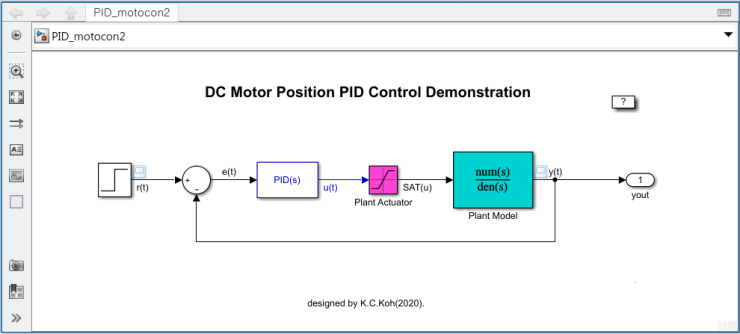 PID_motocon2
PID_motocon2
DC Motor Position PID Control Demonstration
?
r(t)
+
−
e(t)
PID(s)
u(t)
SAT(u)
Plant Actuator
num(s)
den(s)
Plant Model
y(t)
1
yout
designed by K.C.Koh(2020).